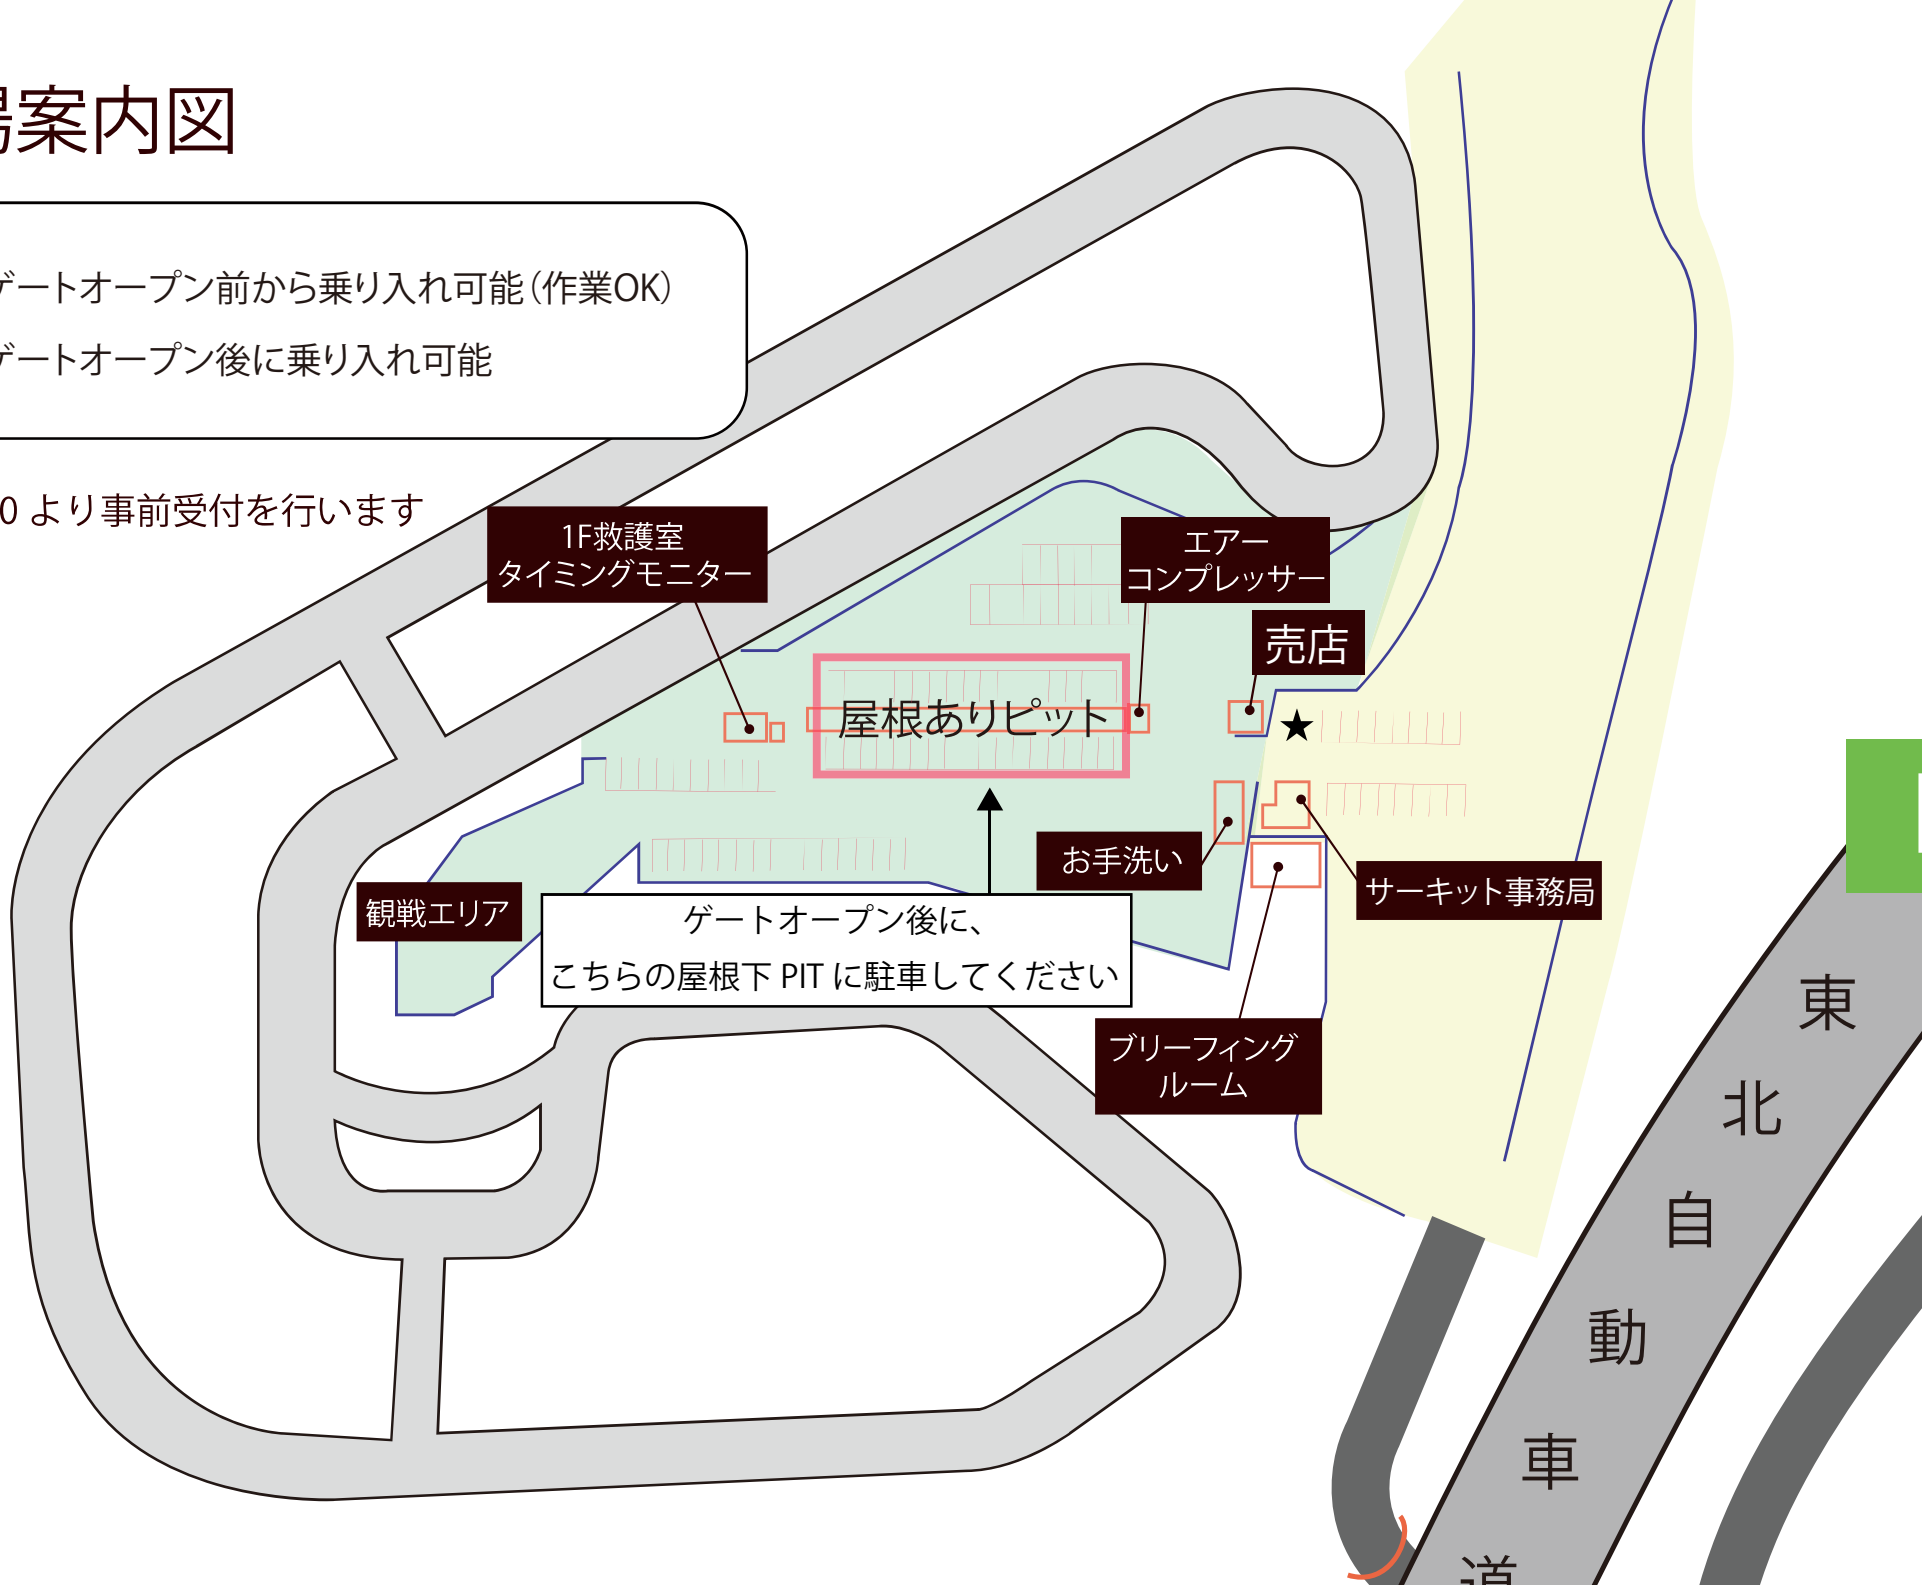 場案内図
ゲートオープン前から乗り入れ可能（作業OK）
ゲートオープン後に乗り入れ可能
0 より事前受付を行います
1F救護室
タイミングモニター
エアー
コンプレッサー
売店
屋根ありピット
★
お手洗い
サーキット事務局
観戦エリア
ゲートオープン後に、
こちらの屋根下 PIT に駐車してください
ブリーフィング
ルーム
東北自動車道